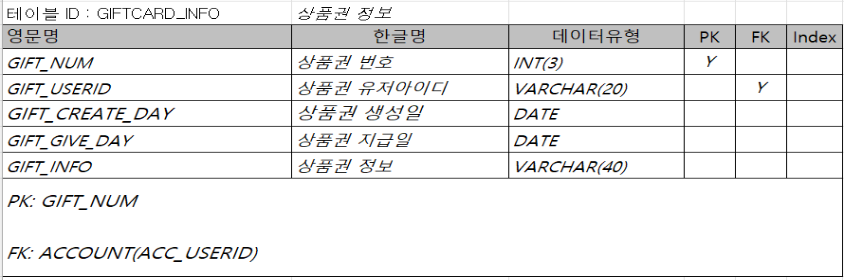 테이블 ID : GIFTCARD_INFO 상품권 정보
영문명 한글명 데이터유형 PK FK Index
GIFT_NUM 상품권 번호 INT(3) Y
GIFT_USERID 상품권 유저아이디 VARCHAR(20) Y
GIFT_CREATE_DAY 상품권 생성일 DATE
GIFT_GIVE_DAY 상품권 지급일 DATE
GIFT_INFO 상품권 정보 VARCHAR(40)
PK: GIFT_NUM
FK: ACCOUNT(ACC_USERID)